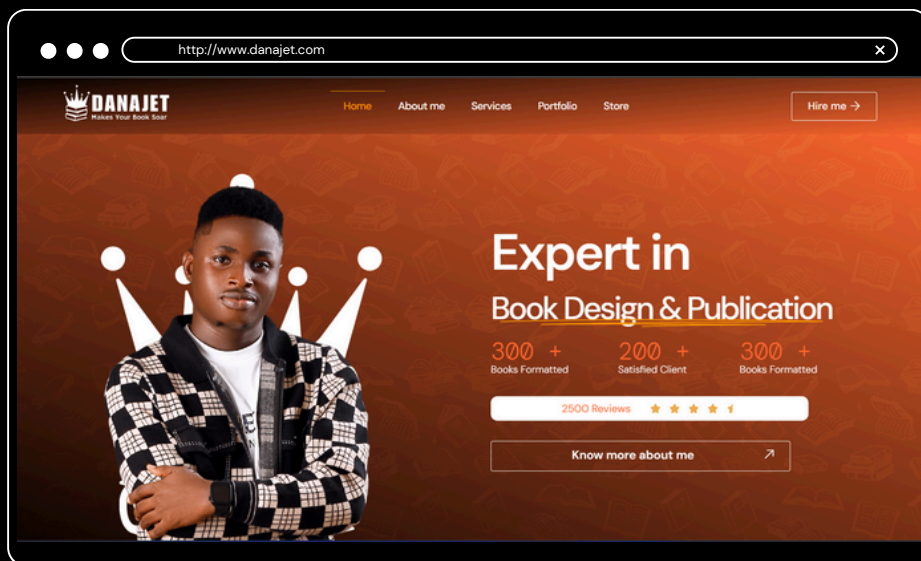 http://www.danajet.com
DANAJET
Makes Your Book Soar
Home About me Services Portfolio Store
Hire me →
Expert in
Book Design & Publication
300 + 200 + 300 +
Books Formatted Satisfied Client Books Formatted
2500 Reviews
Know more about me